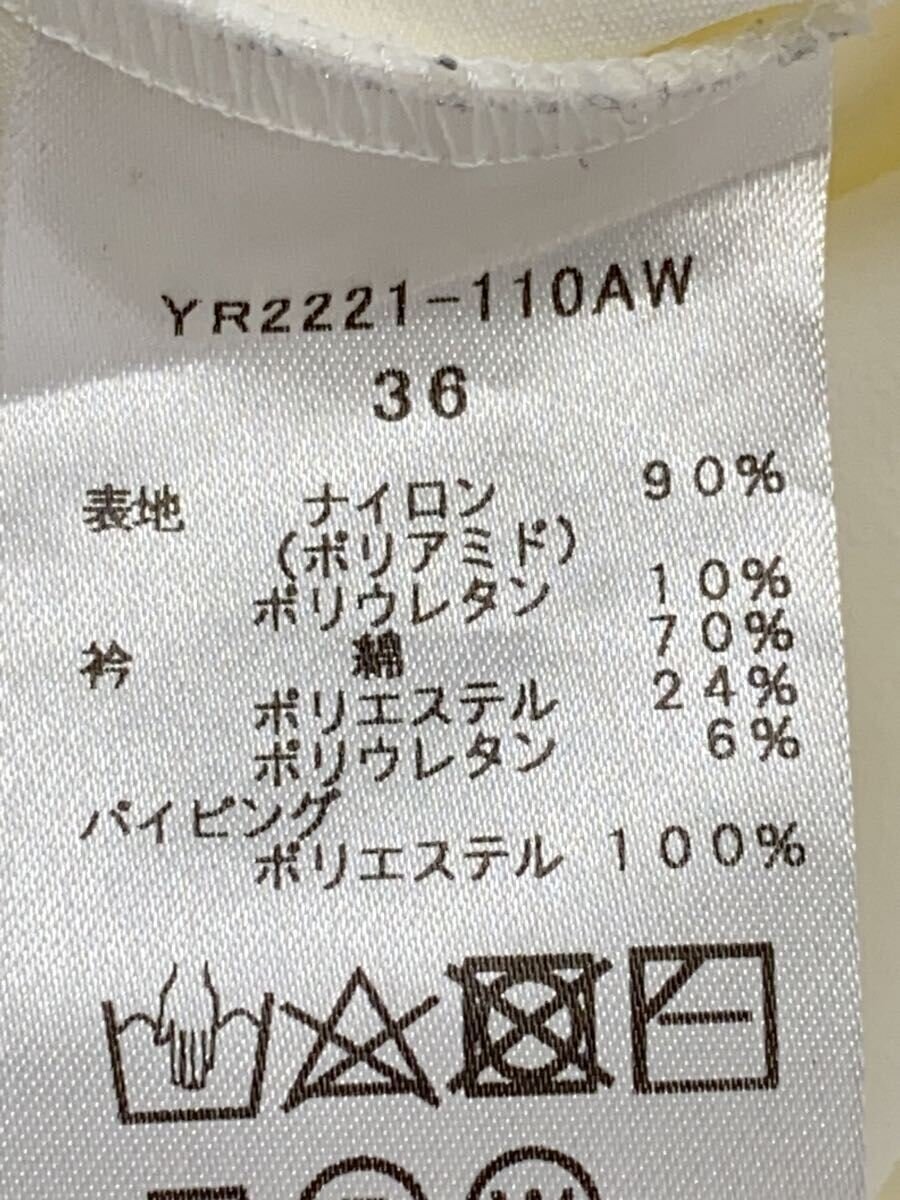 YR2221-110AW
36
表地 ナイロン 90%
(ポリアミド)
ポリウレタン 10%
衿 綿 70%
ポリエステル 24%
ポリウレタン 6%
パイピング
ポリエステル 100%